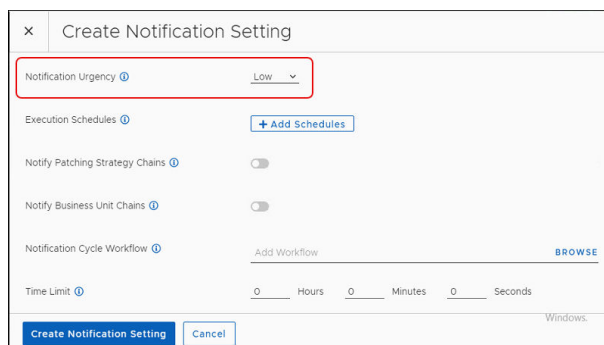 × Create Notification Setting
Notification Urgency Low
Execution Schedules + Add Schedules
Notify Patching Strategy Chains
Notify Business Unit Chains
Notification Cycle Workflow Add Workflow BROWSE
Time Limit 0 Hours 0 Minutes 0 Seconds
Windows.
Create Notification Setting Cancel